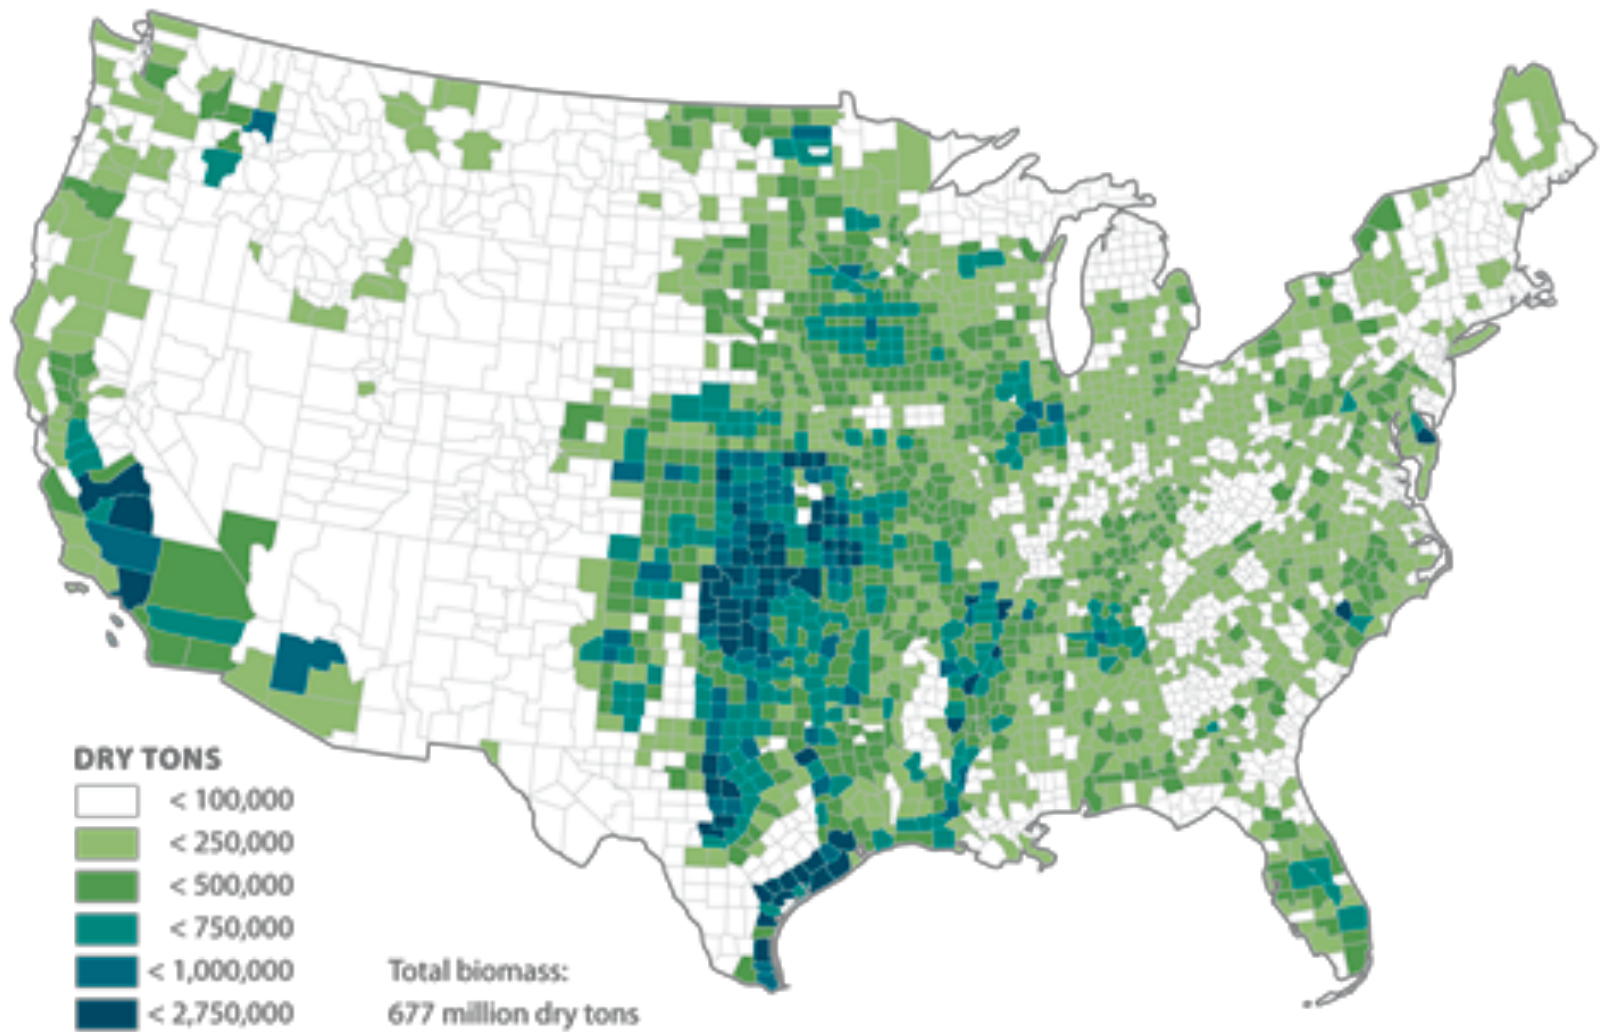 DRY TONS
< 100,000
< 250,000
< 500,000
< 750,000
< 1,000,000
< 2,750,000
Total biomass:
677 million dry tons